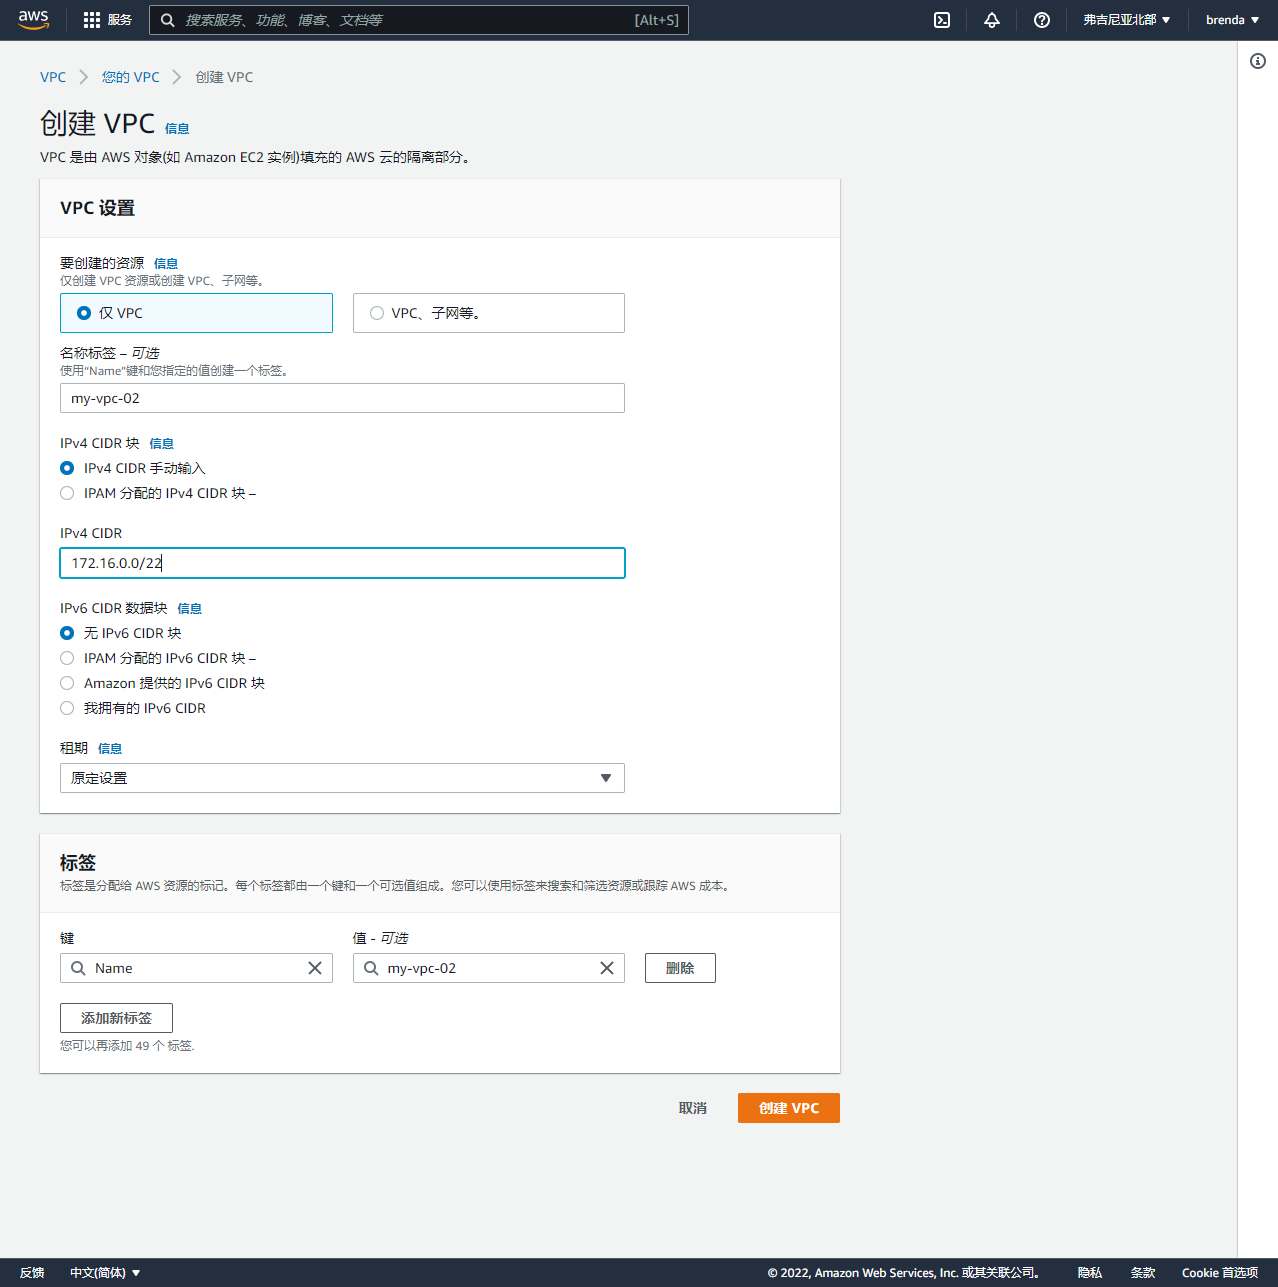 aws 服务 搜索服务、功能、博客、文档等 [Alt+S] 弗吉尼亚北部 ▼ brenda ▼
VPC > 您的 VPC > 创建 VPC
创建 VPC 信息
VPC 是由 AWS 对象(如 Amazon EC2 实例)填充的 AWS 云的隔离部分。
VPC 设置
要创建的资源 信息
仅创建 VPC 资源或创建 VPC、子网等。
仅 VPC VPC、子网等。
名称标签 – 可选
使用“Name”键和您指定的值创建一个标签。
my-vpc-02
IPv4 CIDR 块 信息
IPv4 CIDR 手动输入
IPAM 分配的 IPv4 CIDR 块 –
IPv4 CIDR
172.16.0.0/22
IPv6 CIDR 数据块 信息
无 IPv6 CIDR 块
IPAM 分配的 IPv6 CIDR 块 –
Amazon 提供的 IPv6 CIDR 块
我拥有的 IPv6 CIDR
租期 信息
原定设置
标签
标签是分配给 AWS 资源的标记。每个标签都由一个键和一个可选值组成。您可以使用标签来搜索和筛选资源或跟踪 AWS 成本。
键 值 - 可选
Name my-vpc-02 删除
添加新标签
您可以再添加 49 个 标签.
取消 创建 VPC
反馈 中文(简体) ▼ © 2022, Amazon Web Services, Inc. 或其关联公司。 隐私 条款 Cookie 首选项